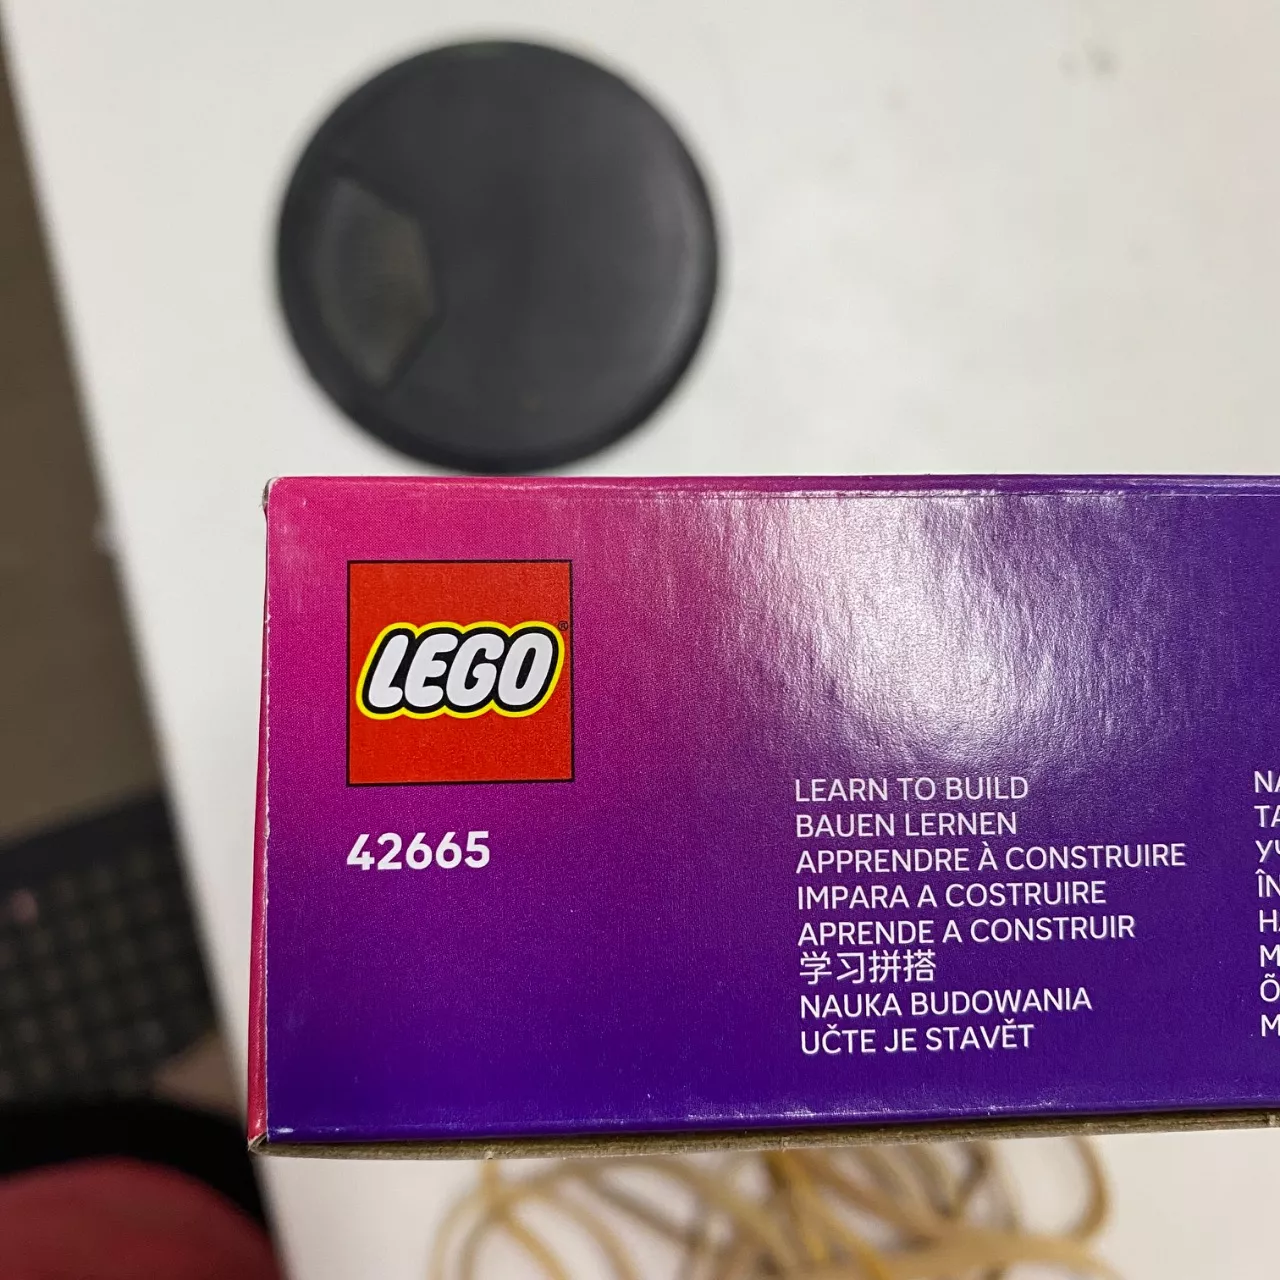 LEGO®
42665
LEARN TO BUILD
BAUEN LERNEN
APPRENDRE À CONSTRUIRE
IMPARA A COSTRUIRE
APRENDE A CONSTRUIR
学习拼搭
NAUKA BUDOWANIA
UČTE JE STAVĚT